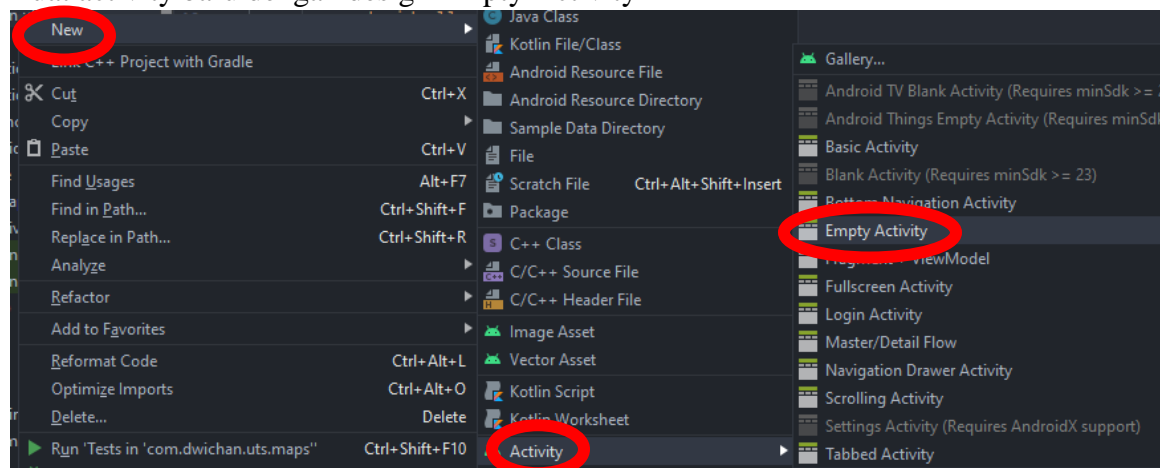 New
Link C++ Project with Gradle
Cut Ctrl+X
Copy
Paste Ctrl+V
Find Usages Alt+F7
Find in Path... Ctrl+Shift+F
Replace in Path... Ctrl+Shift+R
Analyze
Refactor
Add to Favorites
Reformat Code Ctrl+Alt+L
Optimize Imports Ctrl+Alt+O
Delete... Delete
Run 'Tests in 'com.dwichan.uts.maps'' Ctrl+Shift+F10
Java Class
Kotlin File/Class
Android Resource File
Android Resource Directory
Sample Data Directory
File
Scratch File Ctrl+Alt+Shift+Insert
Package
C++ Class
C/C++ Source File
C/C++ Header File
Image Asset
Vector Asset
Kotlin Script
Kotlin Worksheet
Activity
Gallery...
Android TV Blank Activity (Requires minSdk >=
Android Things Empty Activity (Requires minSdk
Basic Activity
Blank Activity (Requires minSdk >= 23)
Bottom Navigation Activity
Empty Activity
Fragment + ViewModel
Fullscreen Activity
Login Activity
Master/Detail Flow
Navigation Drawer Activity
Scrolling Activity
Settings Activity (Requires AndroidX support)
Tabbed Activity